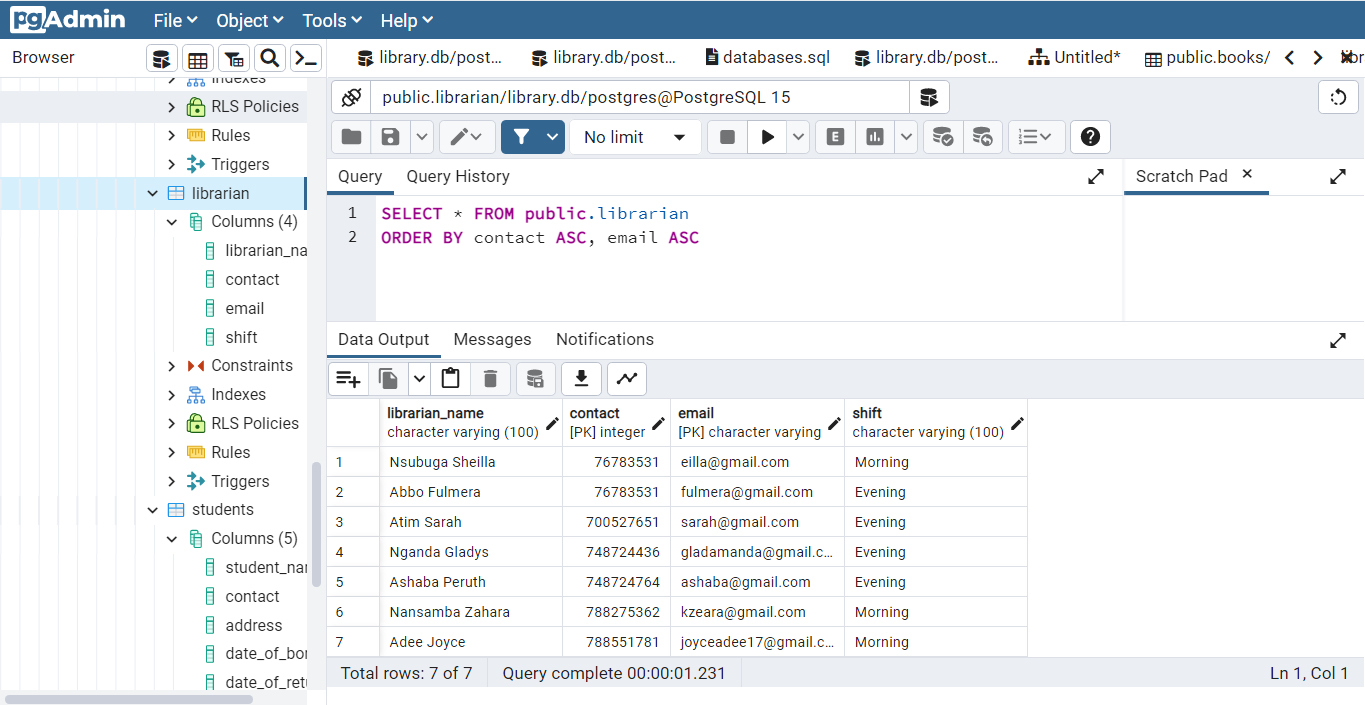 pgAdmin File Object Tools Help
Browser
library.db/post... library.db/post... databases.sql library.db/post... Untitled* public.books/
public.librarian/library.db/postgres@PostgreSQL 15
No limit
E
Query Query History
Scratch Pad
1 SELECT * FROM public.librarian
2 ORDER BY contact ASC, email ASC
Indexes
RLS Policies
Rules
Triggers
librarian
Columns (4)
librarian_na
contact
email
shift
Constraints
Indexes
RLS Policies
Rules
Triggers
students
Columns (5)
student_nar
contact
address
date_of_bor
date_of_retu
Data Output Messages Notifications
librarian_name contact email shift
character varying (100) [PK] integer [PK] character varying character varying (100)
1 Nsubuga Sheilla 76783531 eilla@gmail.com Morning
2 Abbo Fulmera 76783531 fulmera@gmail.com Evening
3 Atim Sarah 700527651 sarah@gmail.com Evening
4 Nganda Gladys 748724436 gladamanda@gmail.c... Evening
5 Ashaba Peruth 748724764 ashaba@gmail.com Evening
6 Nansamba Zahara 788275362 kzeara@gmail.com Morning
7 Adee Joyce 788551781 joyceadee17@gmail.c... Morning
Total rows: 7 of 7 Query complete 00:00:01.231 Ln 1, Col 1